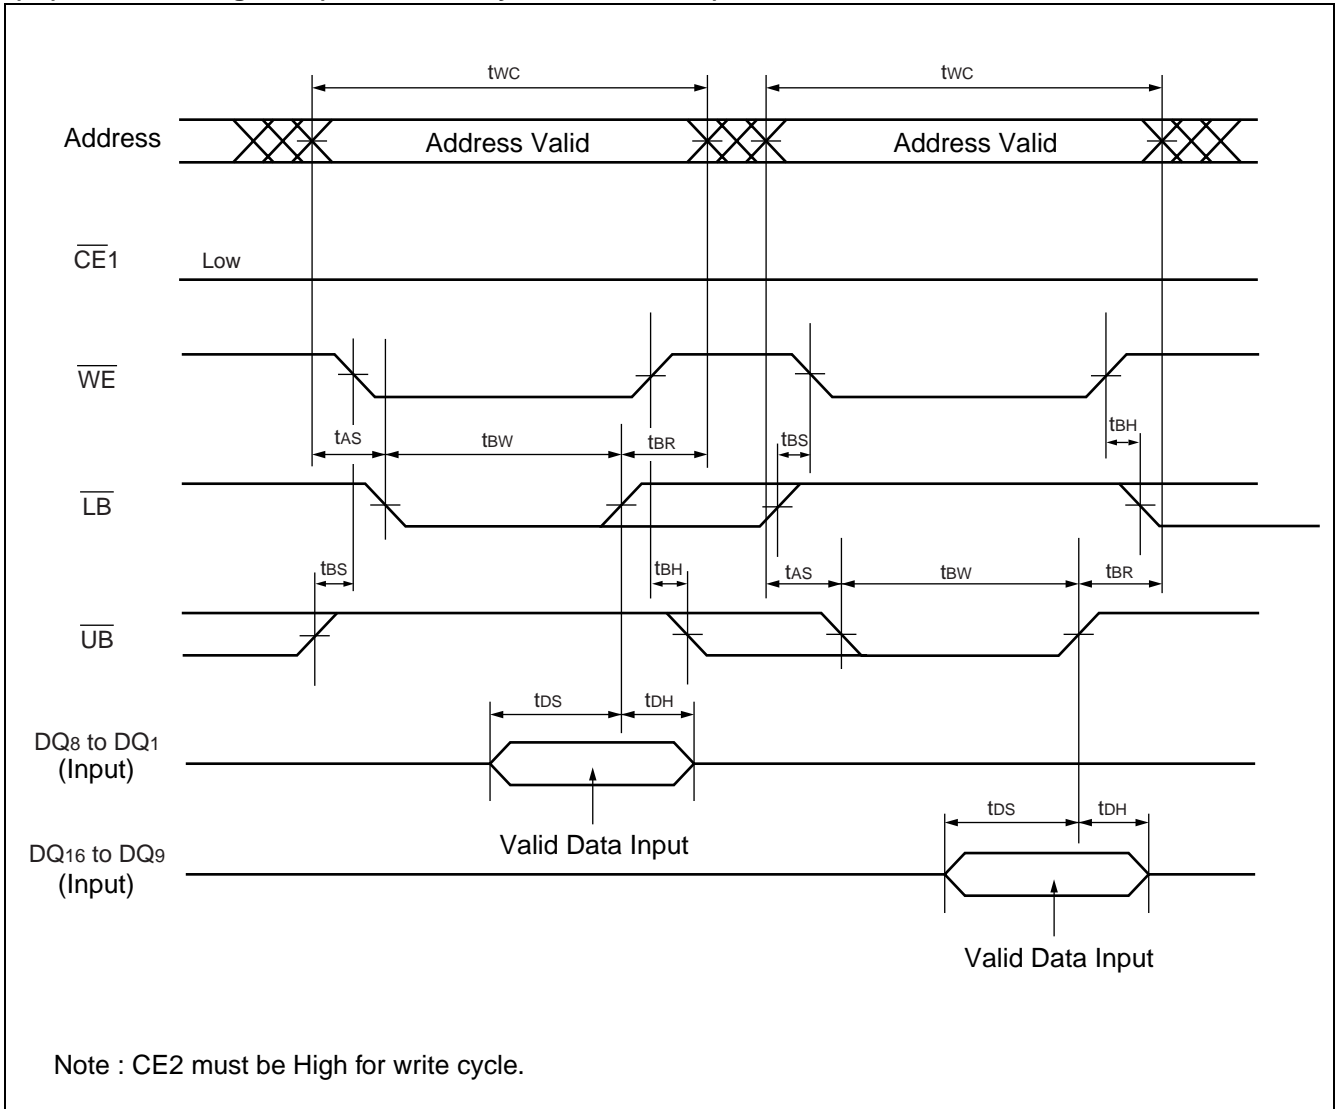 tWC tWC
Address Address Valid Address Valid
CE1 Low
WE
tAS tBW tBR tBS tBH
LB
tBS tBH tAS tBW tBR
UB
tDS tDH
DQ8 to DQ1
(Input)
Valid Data Input
tDS tDH
DQ16 to DQ9
(Input)
Valid Data Input
Note : CE2 must be High for write cycle.